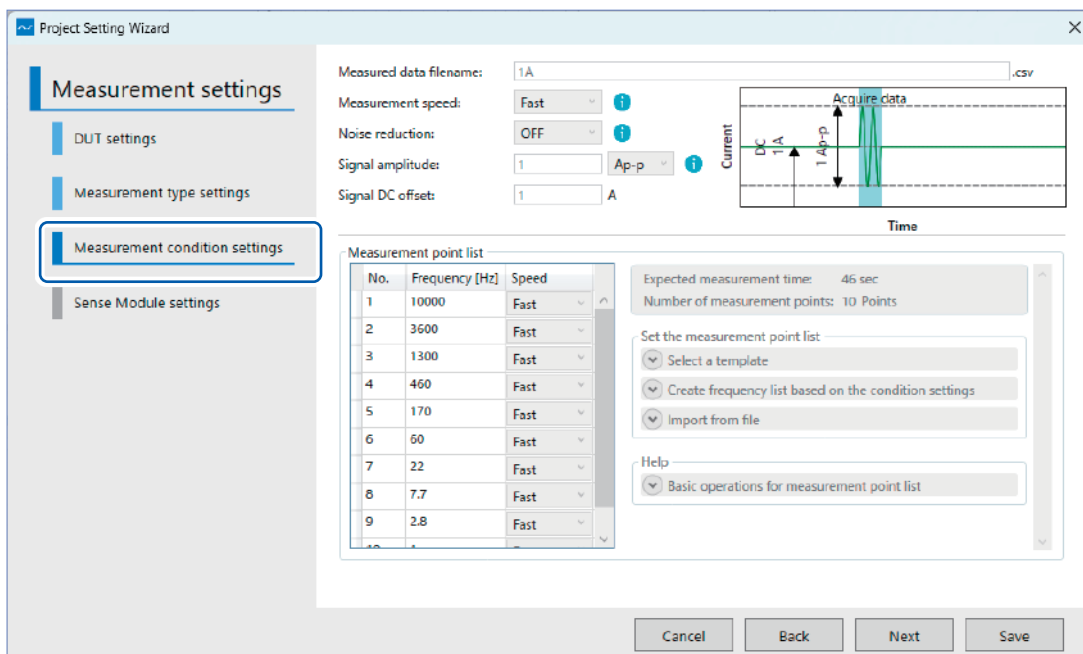 Project Setting Wizard
Measurement settings
DUT settings
Measurement type settings
Measurement condition settings
Sense Module settings
Measured data filename: 1A .csv
Measurement speed: Fast
Noise reduction: OFF
Signal amplitude: 1 Ap-p
Signal DC offset: 1 A
Acquire data
Current
DC
1 A
1 Ap-p
Time
Measurement point list
No. Frequency [Hz] Speed
1 10000 Fast
2 3600 Fast
3 1300 Fast
4 460 Fast
5 170 Fast
6 60 Fast
7 22 Fast
8 7.7 Fast
9 2.8 Fast
Expected measurement time: 46 sec
Number of measurement points: 10 Points
Set the measurement point list
Select a template
Create frequency list based on the condition settings
Import from file
Help
Basic operations for measurement point list
Cancel Back Next Save